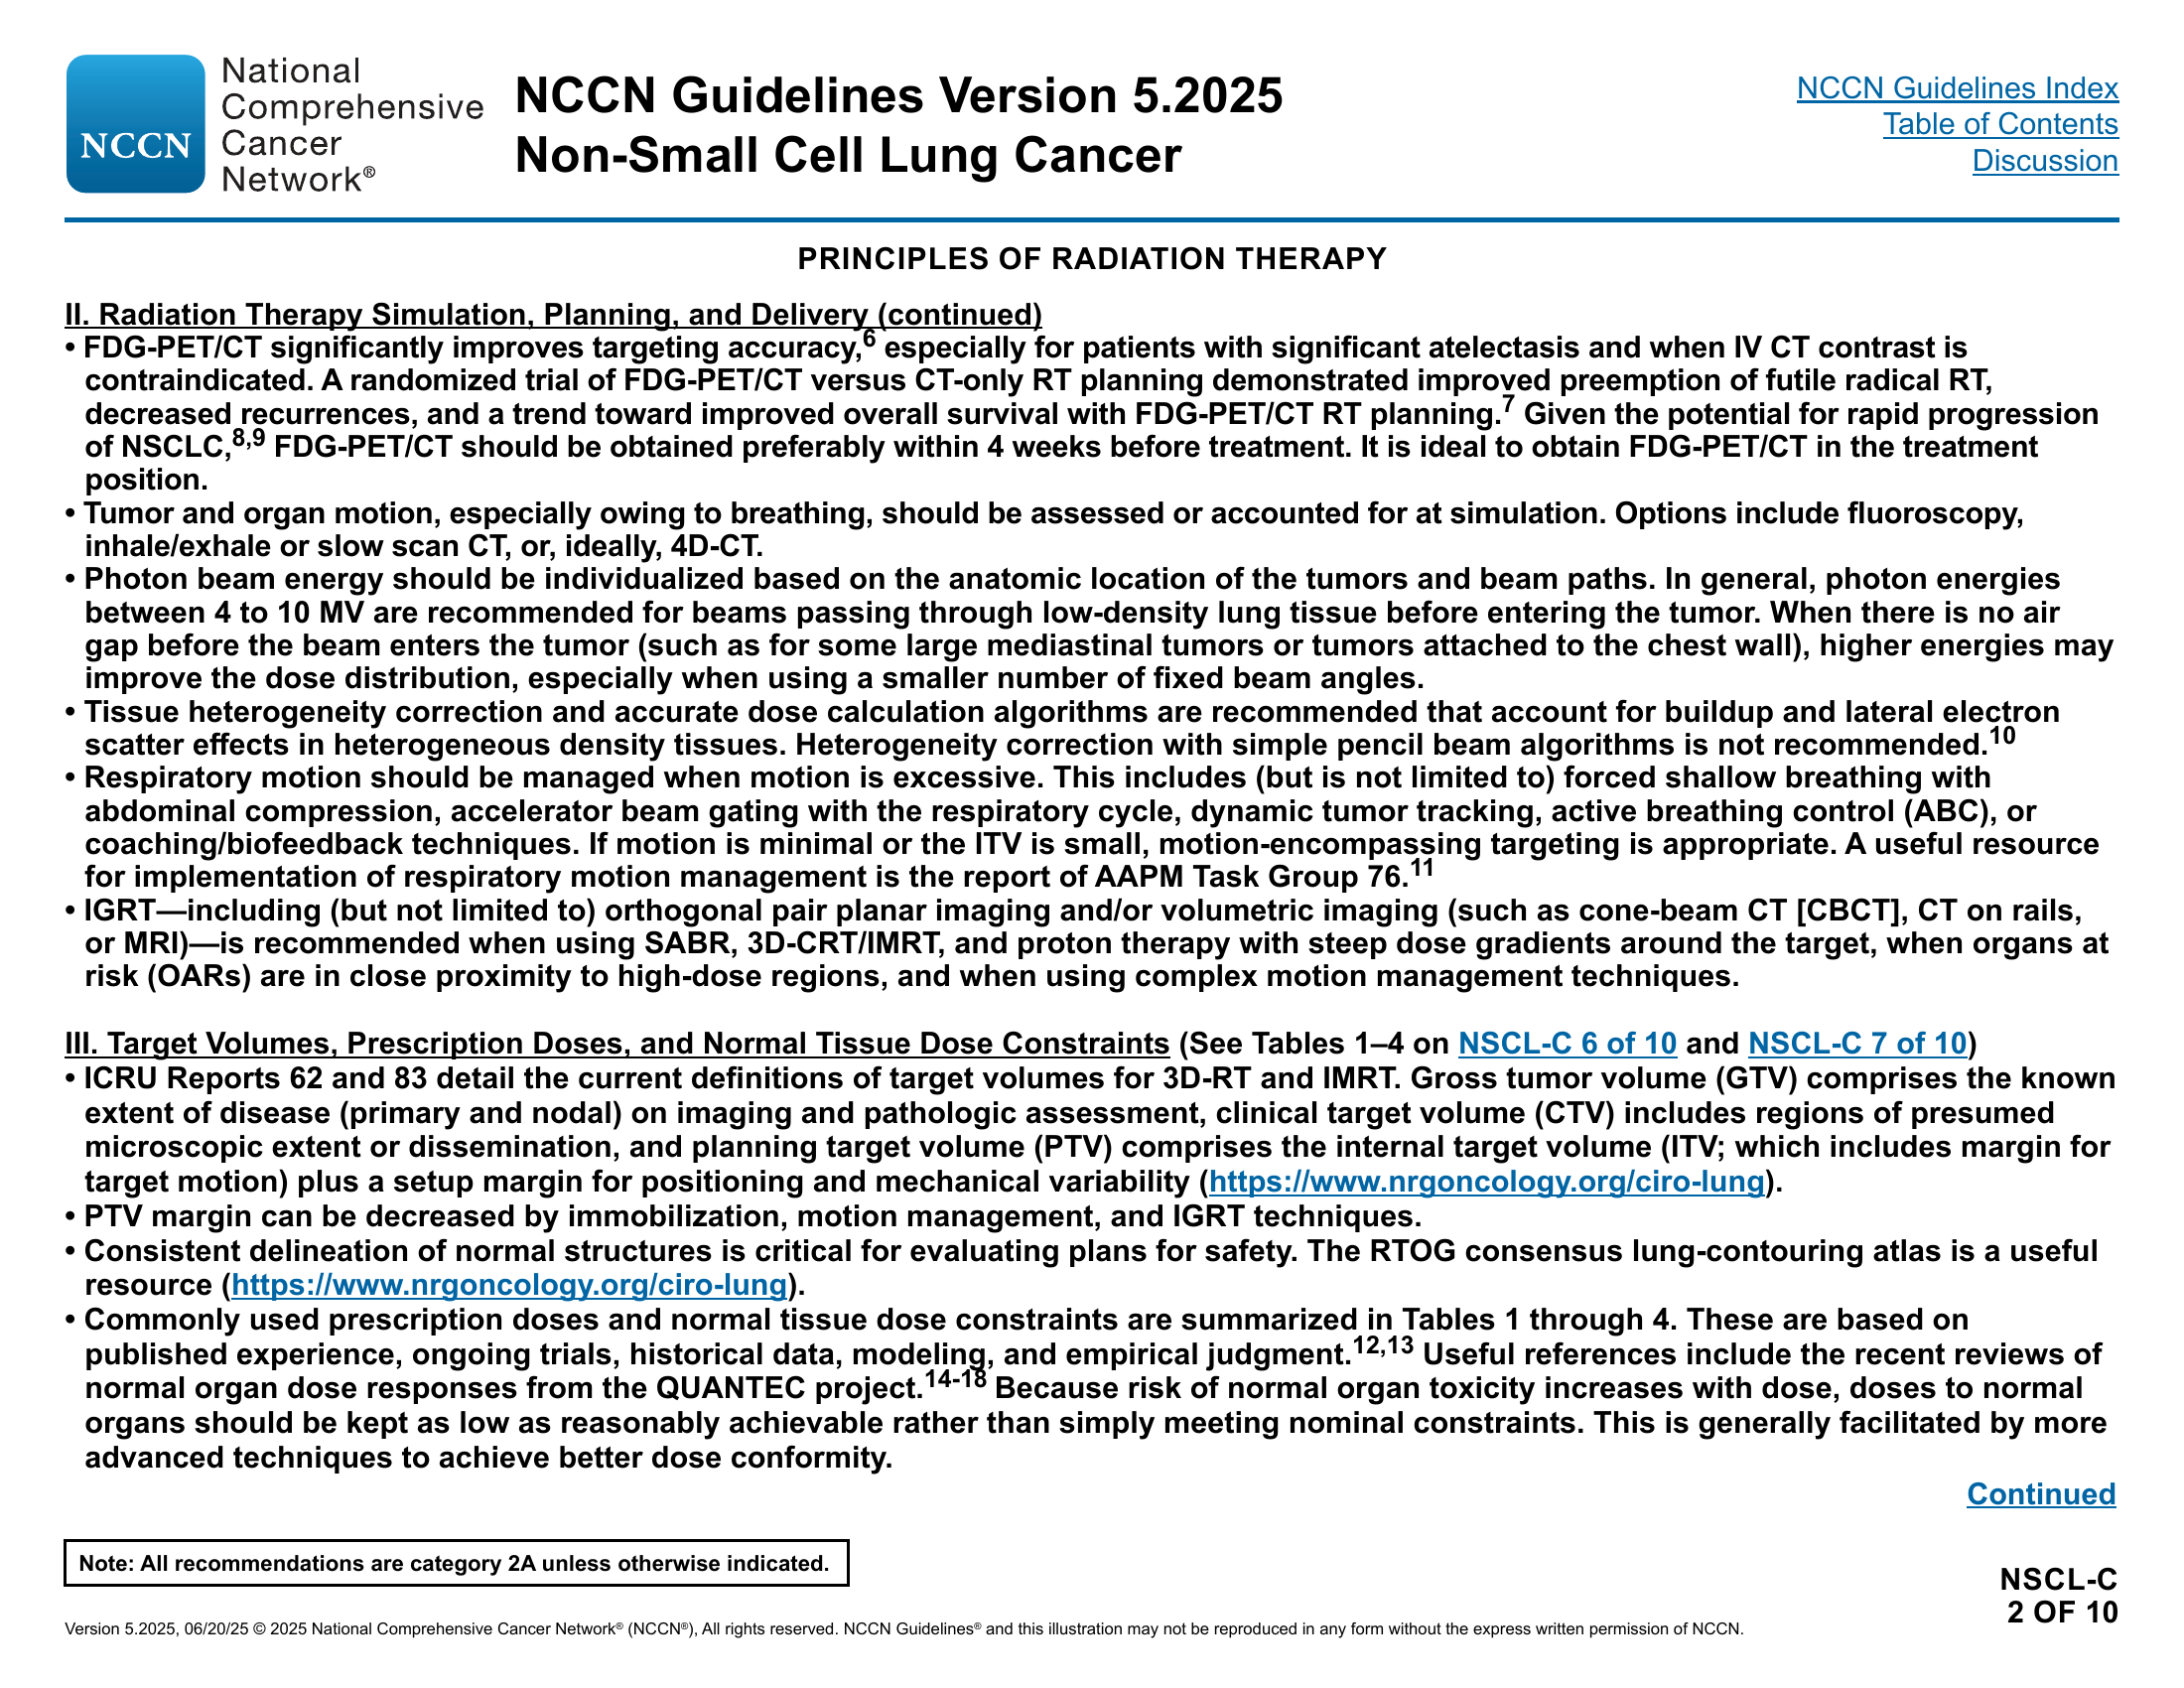 NCCN
National
Comprehensive
Cancer
Network®
NCCN Guidelines Version 5.2025
Non-Small Cell Lung Cancer
NCCN Guidelines Index
Table of Contents
Discussion
PRINCIPLES OF RADIATION THERAPY
II. Radiation Therapy Simulation, Planning, and Delivery (continued)
• FDG-PET/CT significantly improves targeting accuracy,6 especially for patients with significant atelectasis and when IV CT contrast is
contraindicated. A randomized trial of FDG-PET/CT versus CT-only RT planning demonstrated improved preemption of futile radical RT,
decreased recurrences, and a trend toward improved overall survival with FDG-PET/CT RT planning.7 Given the potential for rapid progression
of NSCLC,8,9 FDG-PET/CT should be obtained preferably within 4 weeks before treatment. It is ideal to obtain FDG-PET/CT in the treatment
position.
• Tumor and organ motion, especially owing to breathing, should be assessed or accounted for at simulation. Options include fluoroscopy,
inhale/exhale or slow scan CT, or, ideally, 4D-CT.
• Photon beam energy should be individualized based on the anatomic location of the tumors and beam paths. In general, photon energies
between 4 to 10 MV are recommended for beams passing through low-density lung tissue before entering the tumor. When there is no air
gap before the beam enters the tumor (such as for some large mediastinal tumors or tumors attached to the chest wall), higher energies may
improve the dose distribution, especially when using a smaller number of fixed beam angles.
• Tissue heterogeneity correction and accurate dose calculation algorithms are recommended that account for buildup and lateral electron
scatter effects in heterogeneous density tissues. Heterogeneity correction with simple pencil beam algorithms is not recommended.10
• Respiratory motion should be managed when motion is excessive. This includes (but is not limited to) forced shallow breathing with
abdominal compression, accelerator beam gating with the respiratory cycle, dynamic tumor tracking, active breathing control (ABC), or
coaching/biofeedback techniques. If motion is minimal or the ITV is small, motion-encompassing targeting is appropriate. A useful resource
for implementation of respiratory motion management is the report of AAPM Task Group 76.11
• IGRT—including (but not limited to) orthogonal pair planar imaging and/or volumetric imaging (such as cone-beam CT [CBCT], CT on rails,
or MRI)—is recommended when using SABR, 3D-CRT/IMRT, and proton therapy with steep dose gradients around the target, when organs at
risk (OARs) are in close proximity to high-dose regions, and when using complex motion management techniques.
III. Target Volumes, Prescription Doses, and Normal Tissue Dose Constraints (See Tables 1–4 on NSCL-C 6 of 10 and NSCL-C 7 of 10)
• ICRU Reports 62 and 83 detail the current definitions of target volumes for 3D-RT and IMRT. Gross tumor volume (GTV) comprises the known
extent of disease (primary and nodal) on imaging and pathologic assessment, clinical target volume (CTV) includes regions of presumed
microscopic extent or dissemination, and planning target volume (PTV) comprises the internal target volume (ITV; which includes margin for
target motion) plus a setup margin for positioning and mechanical variability (https://www.nrgoncology.org/ciro-lung).
• PTV margin can be decreased by immobilization, motion management, and IGRT techniques.
• Consistent delineation of normal structures is critical for evaluating plans for safety. The RTOG consensus lung-contouring atlas is a useful
resource (https://www.nrgoncology.org/ciro-lung).
• Commonly used prescription doses and normal tissue dose constraints are summarized in Tables 1 through 4. These are based on
published experience, ongoing trials, historical data, modeling, and empirical judgment.12,13 Useful references include the recent reviews of
normal organ dose responses from the QUANTEC project.14-18 Because risk of normal organ toxicity increases with dose, doses to normal
organs should be kept as low as reasonably achievable rather than simply meeting nominal constraints. This is generally facilitated by more
advanced techniques to achieve better dose conformity.
Continued
Note: All recommendations are category 2A unless otherwise indicated.
NSCL-C
2 OF 10
Version 5.2025, 06/20/25 © 2025 National Comprehensive Cancer Network® (NCCN®), All rights reserved. NCCN Guidelines® and this illustration may not be reproduced in any form without the express written permission of NCCN.